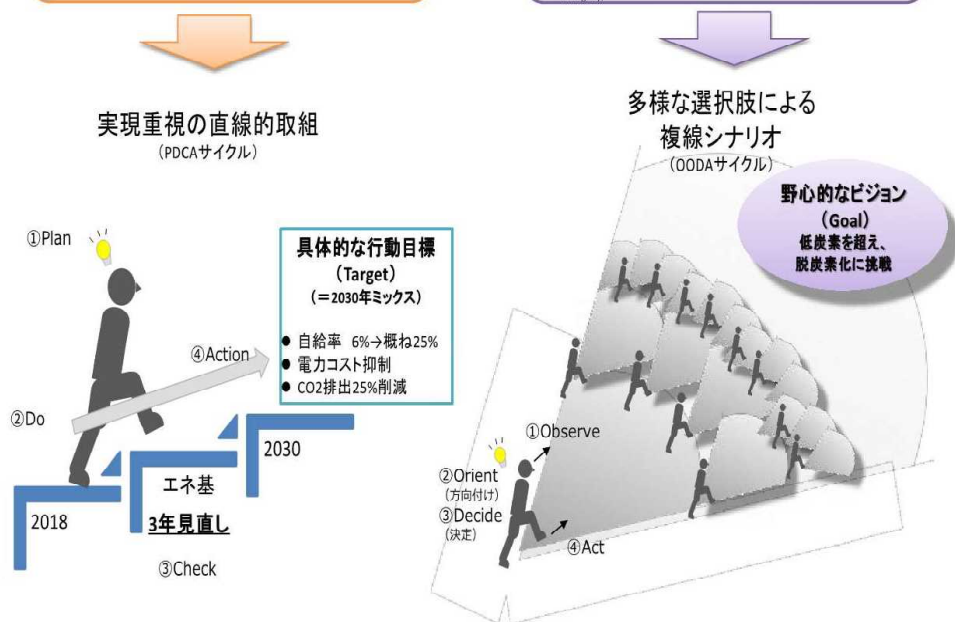 実現重視の直線的取組
(PDCAサイクル)
①Plan
具体的な行動目標
(Target)
(=2030年ミックス)
● 自給率 6%→概ね25%
● 電力コスト抑制
● CO2排出25%削減
④Action
②Do
2018
エネ基
3年見直し
2030
③Check
多様な選択肢による
複線シナリオ
(OODAサイクル)
野心的なビジョン
(Goal)
低炭素を超え、
脱炭素化に挑戦
①Observe
②Orient
(方向付け)
③Decide
(決定)
④Act